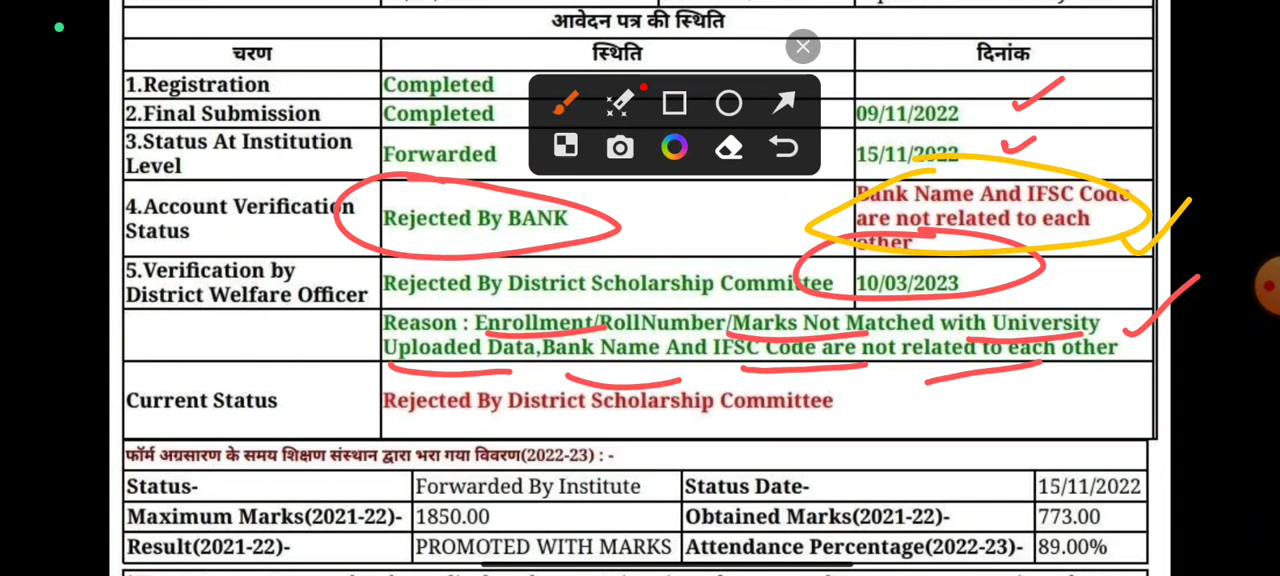 आवेदन पत्र की स्थिति
चरण स्थिति दिनांक
1.Registration Completed
2.Final Submission Completed 09/11/2022
3.Status At Institution Level Forwarded 15/11/2022
4.Account Verification Status Rejected By BANK Bank Name And IFSC Code
are not related to each
other
5.Verification by
District Welfare Officer Rejected By District Scholarship Committee 10/03/2023
Reason : Enrollment/RollNumber/Marks Not Matched with University
Uploaded Data,Bank Name And IFSC Code are not related to each other
Current Status Rejected By District Scholarship Committee
फॉर्म अग्रसारण के समय शिक्षण संस्थान द्वारा भरा गया विवरण(2022-23) : -
Status- Forwarded By Institute Status Date- 15/11/2022
Maximum Marks(2021-22)- 1850.00 Obtained Marks(2021-22)- 773.00
Result(2021-22)- PROMOTED WITH MARKS Attendance Percentage(2022-23)- 89.00%